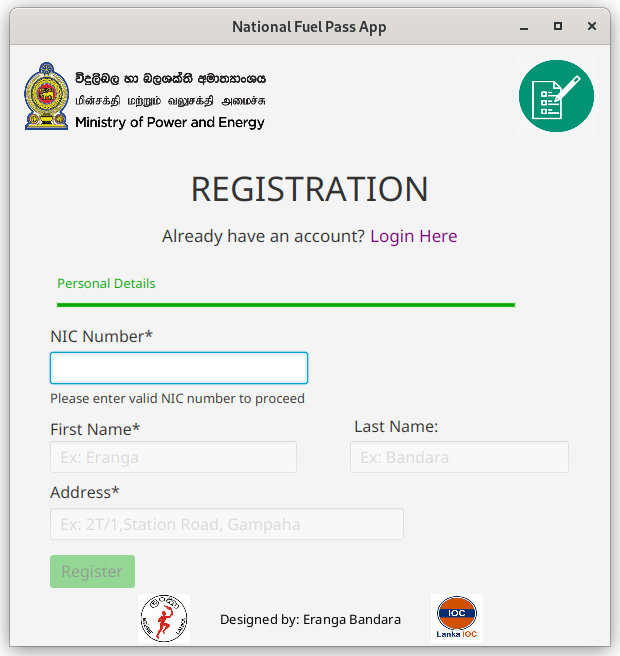 National Fuel Pass App
විදුලිබල හා බලශක්ති අමාත්‍යාංශය
மின்சக்தி மற்றும் வலுசக்தி அமைச்சு
Ministry of Power and Energy
REGISTRATION
Already have an account? Login Here
Personal Details
NIC Number*
Please enter valid NIC number to proceed
First Name*
Last Name:
Ex: Eranga
Ex: Bandara
Address*
Ex: 2T/1,Station Road, Gampaha
Register
Designed by: Eranga Bandara
IOC
Lanka IOC